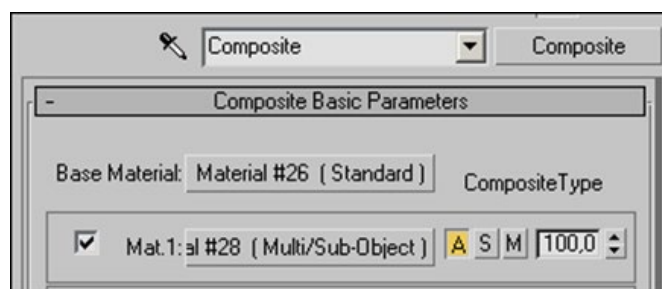 Composite Composite
- Composite Basic Parameters
Base Material: Material #26 ( Standard ) CompositeType
Mat.1: al #28 ( Multi/Sub-Object ) A S M 100,0